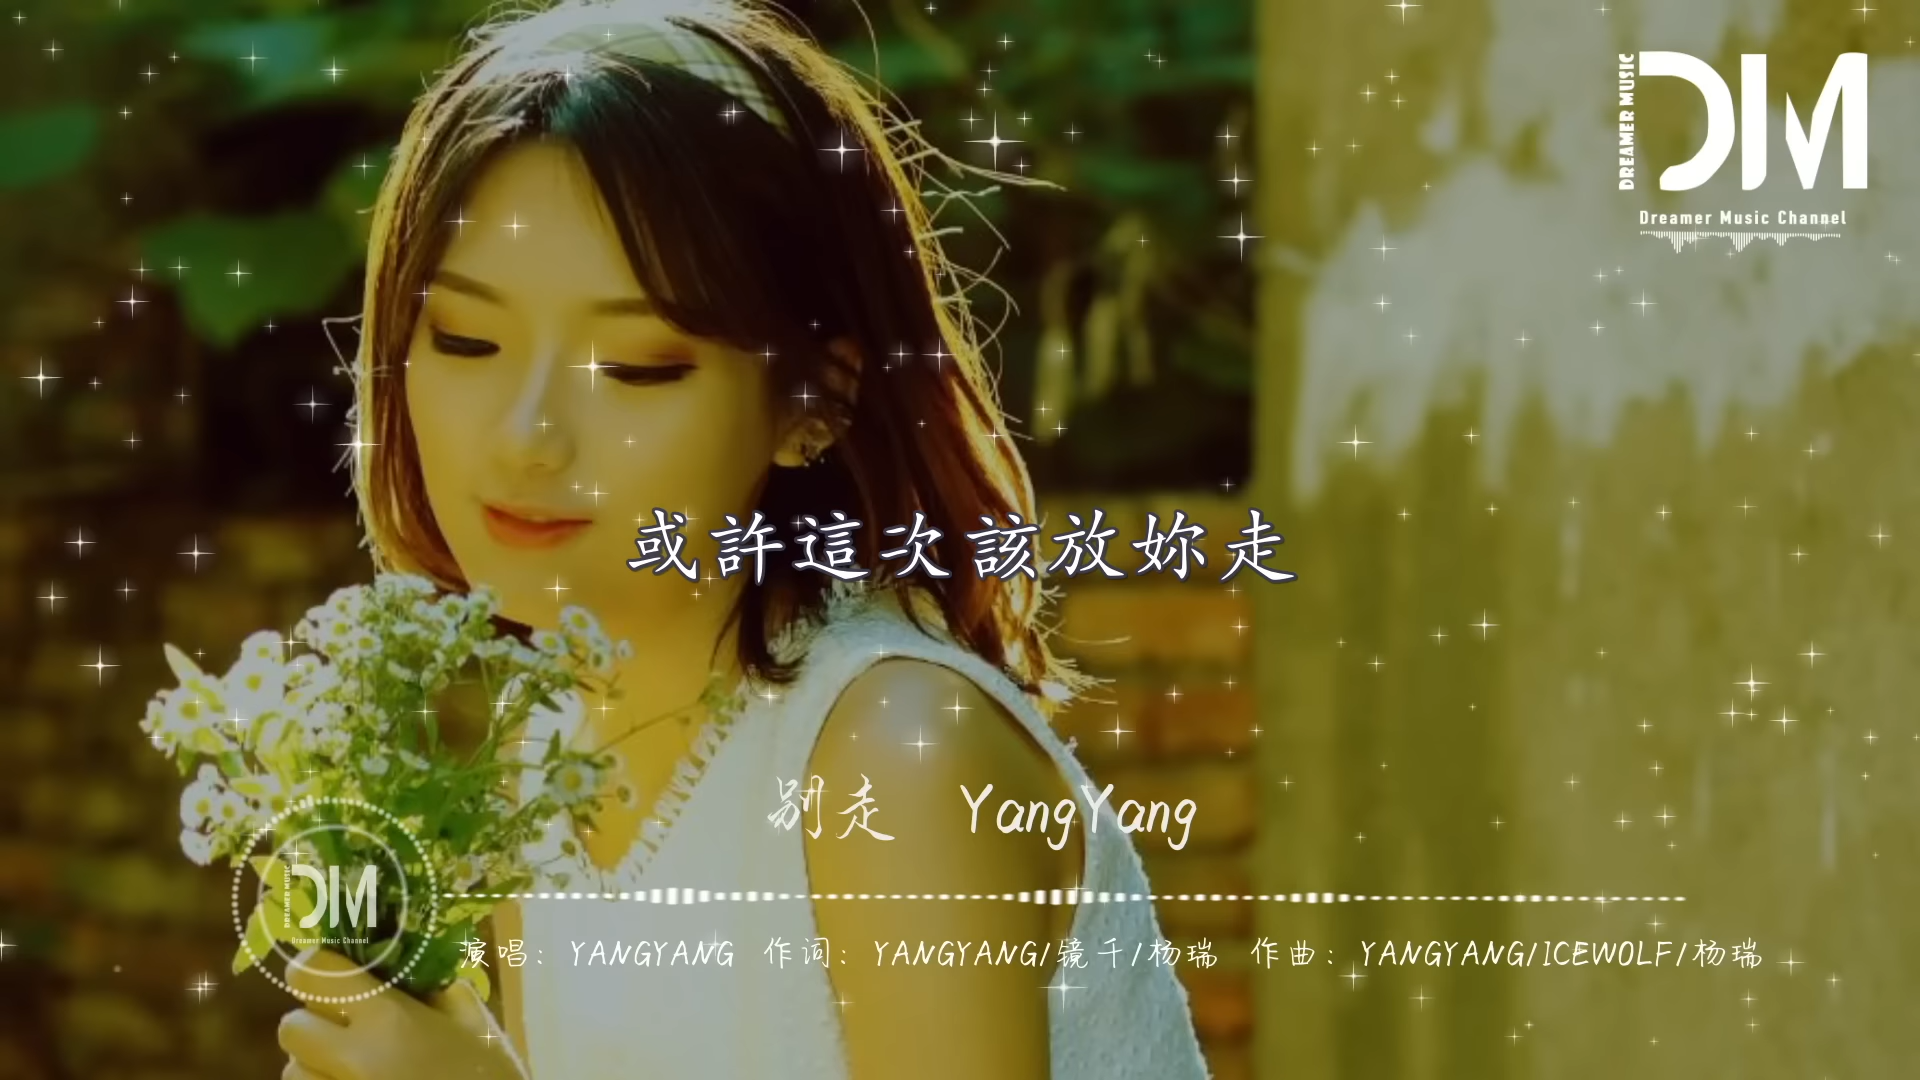 DREAMER MUSIC
DM
Dreamer Music Channel
或許這次該放妳走
别走 YangYang
DREAMER MUSIC
DM
Dreamer Music Channel
演唱：YANGYANG 作词：YANGYANG/镜千/杨瑞 作曲：YANGYANG/ICEWOLF/杨瑞